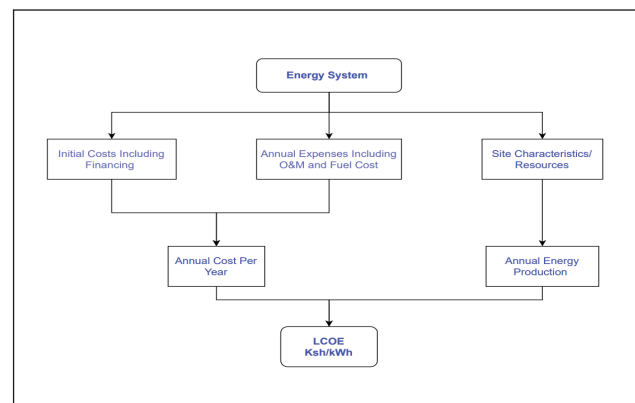 Energy System
Initial Costs Including
Financing
Annual Expenses Including
O&M and Fuel Cost
Site Characteristics/
Resources
Annual Cost Per
Year
Annual Energy
Production
LCOE
Ksh/kWh